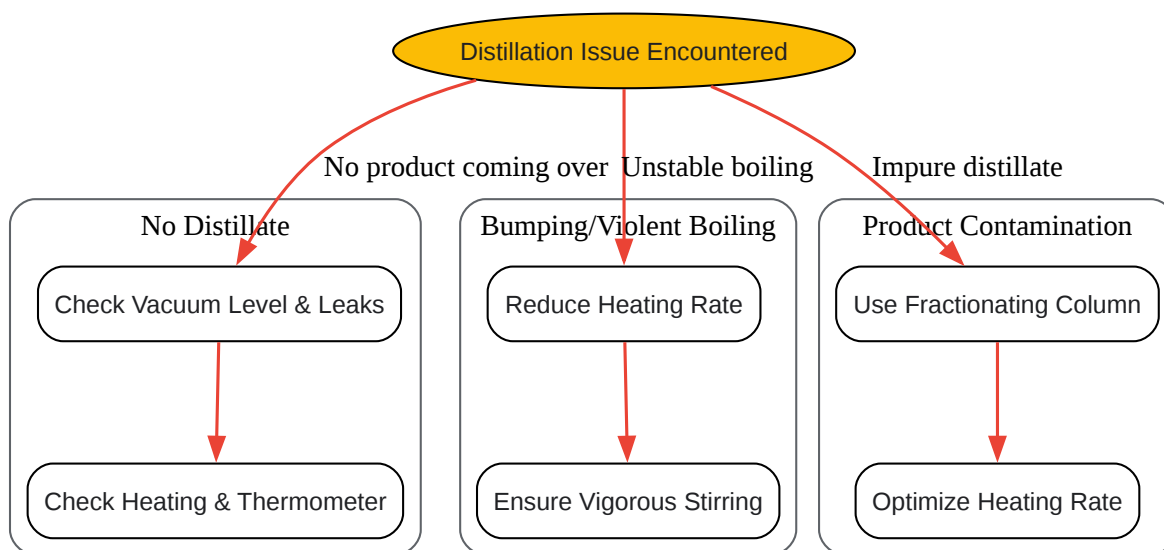 Distillation Issue Encountered
No product coming over
Unstable boiling
Impure distillate
No Distillate
Bumping/Violent Boiling
Product Contamination
Check Vacuum Level & Leaks
Reduce Heating Rate
Use Fractionating Column
Check Heating & Thermometer
Ensure Vigorous Stirring
Optimize Heating Rate